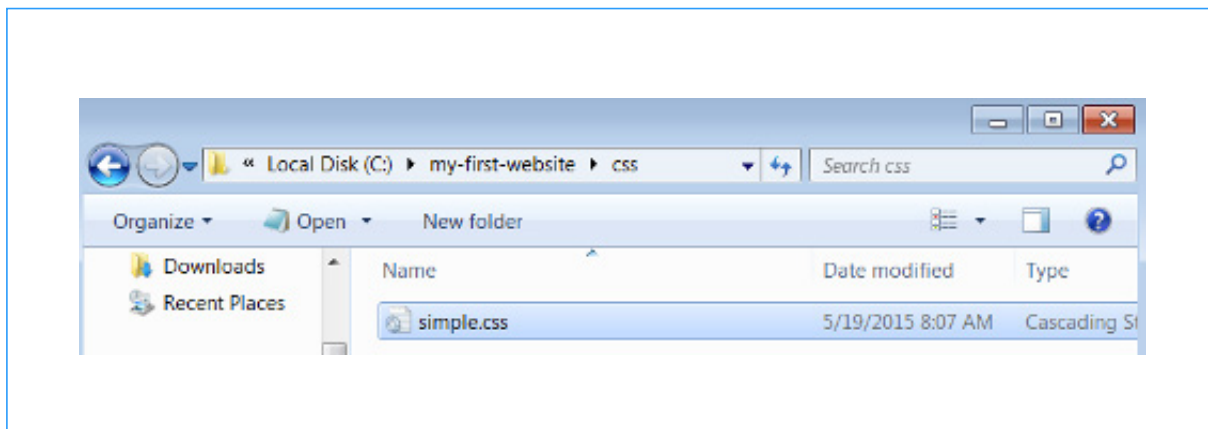 « Local Disk (C:) ▸ my-first-website ▸ css Search css
Organize Open New folder
Downloads Name Date modified Type
Recent Places
simple.css 5/19/2015 8:07 AM Cascading St